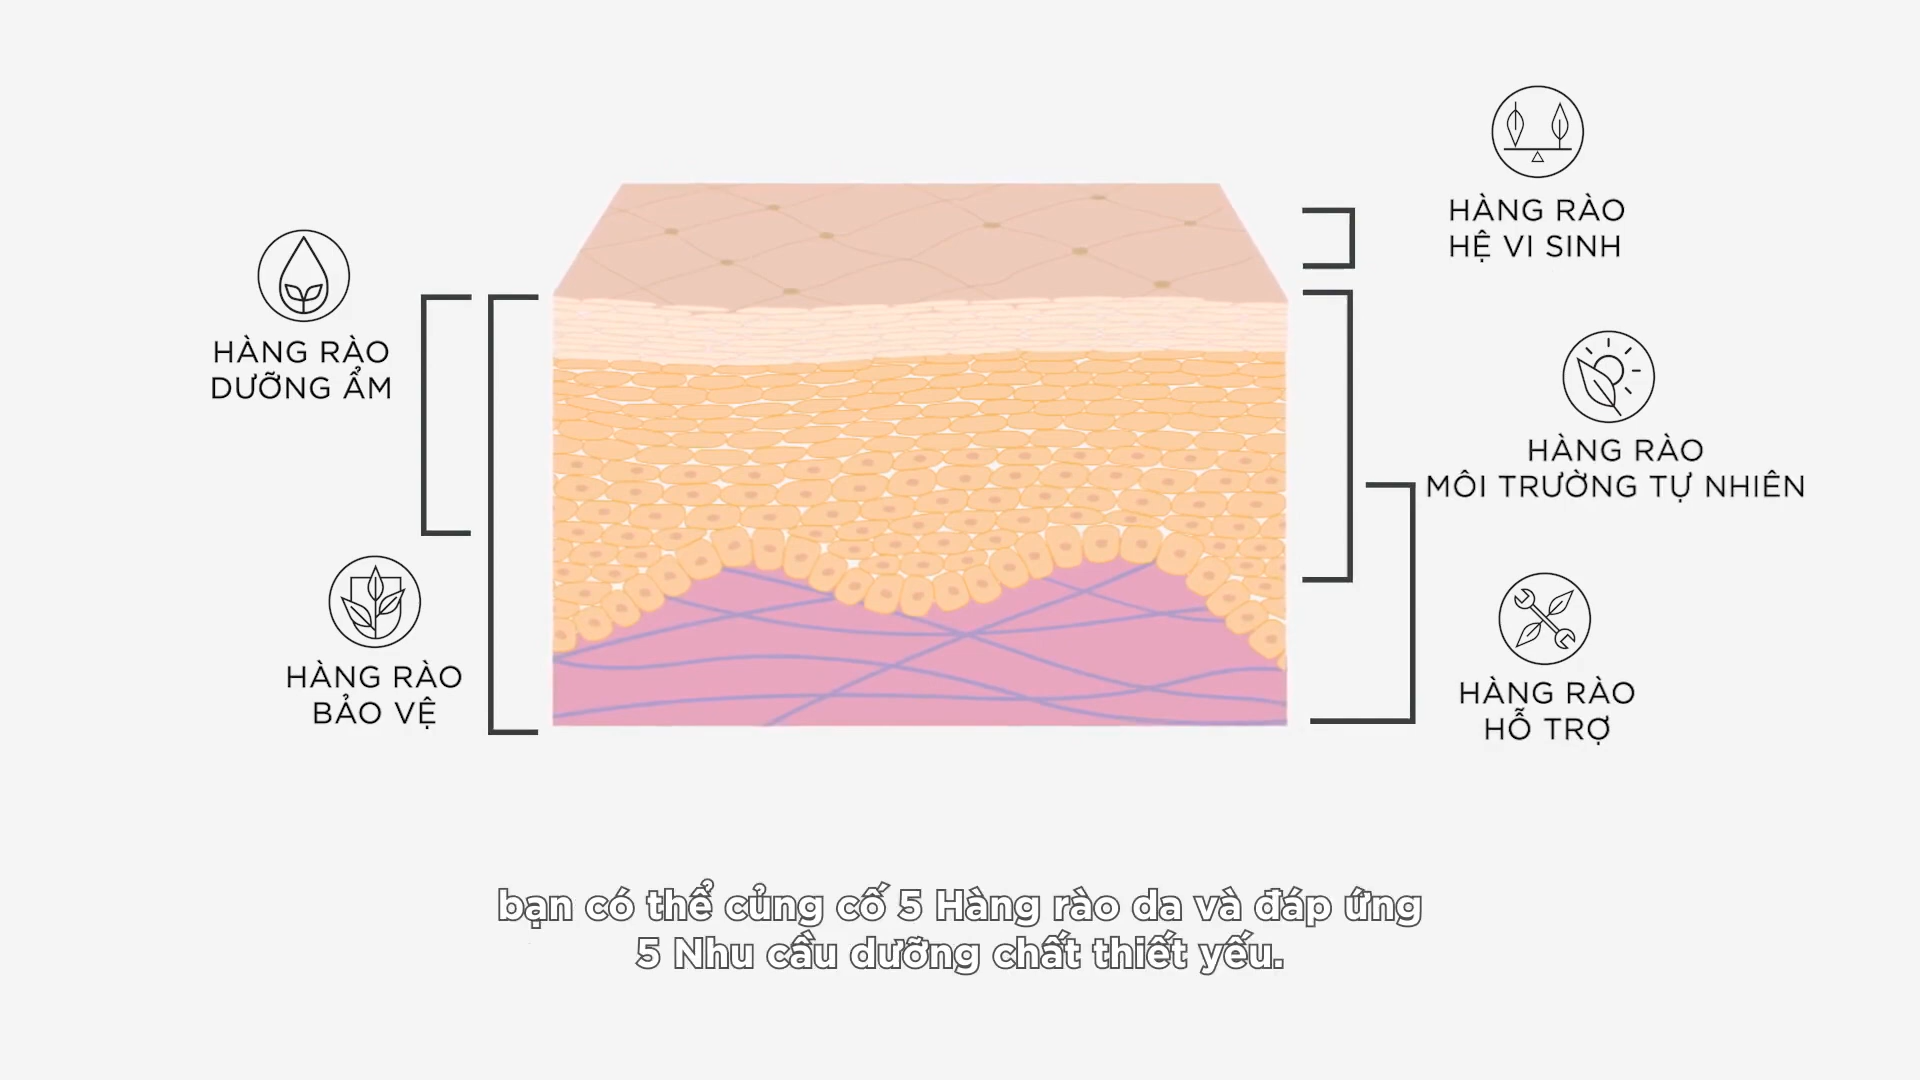 HÀNG RÀO
DƯỠNG ẨM
HÀNG RÀO
BẢO VỆ
HÀNG RÀO
HỆ VI SINH
HÀNG RÀO
MÔI TRƯỜNG TỰ NHIÊN
HÀNG RÀO
HỖ TRỢ
bạn có thể củng cố 5 Hàng rào da và đáp ứng
5 Nhu cầu dưỡng chất thiết yếu.